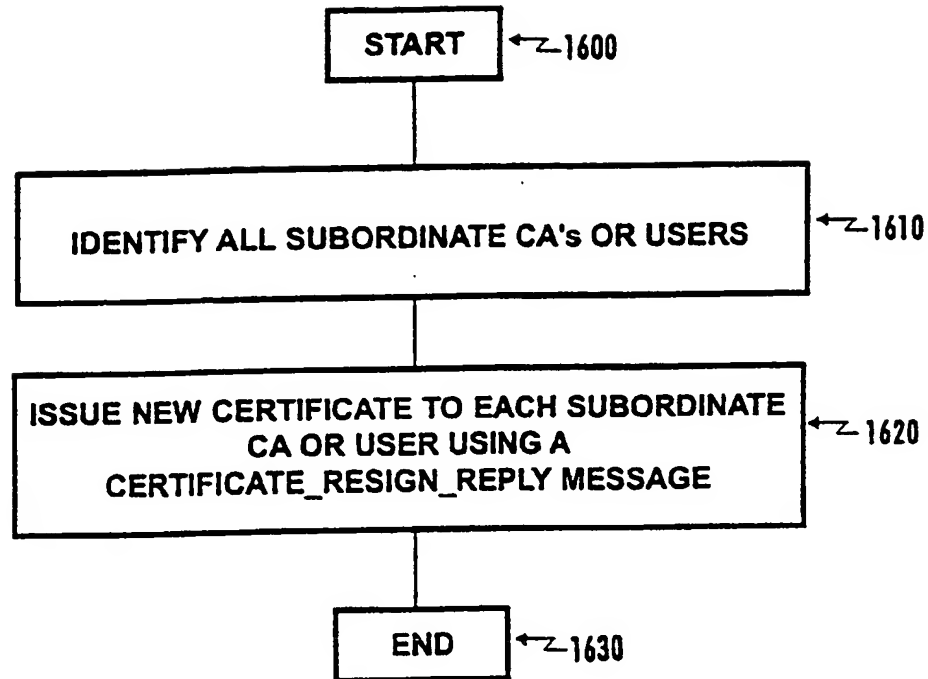 START
1600
IDENTIFY ALL SUBORDINATE CA's OR USERS
1610
ISSUE NEW CERTIFICATE TO EACH SUBORDINATE
CA OR USER USING A
CERTIFICATE_RESIGN_REPLY MESSAGE
1620
END
1630